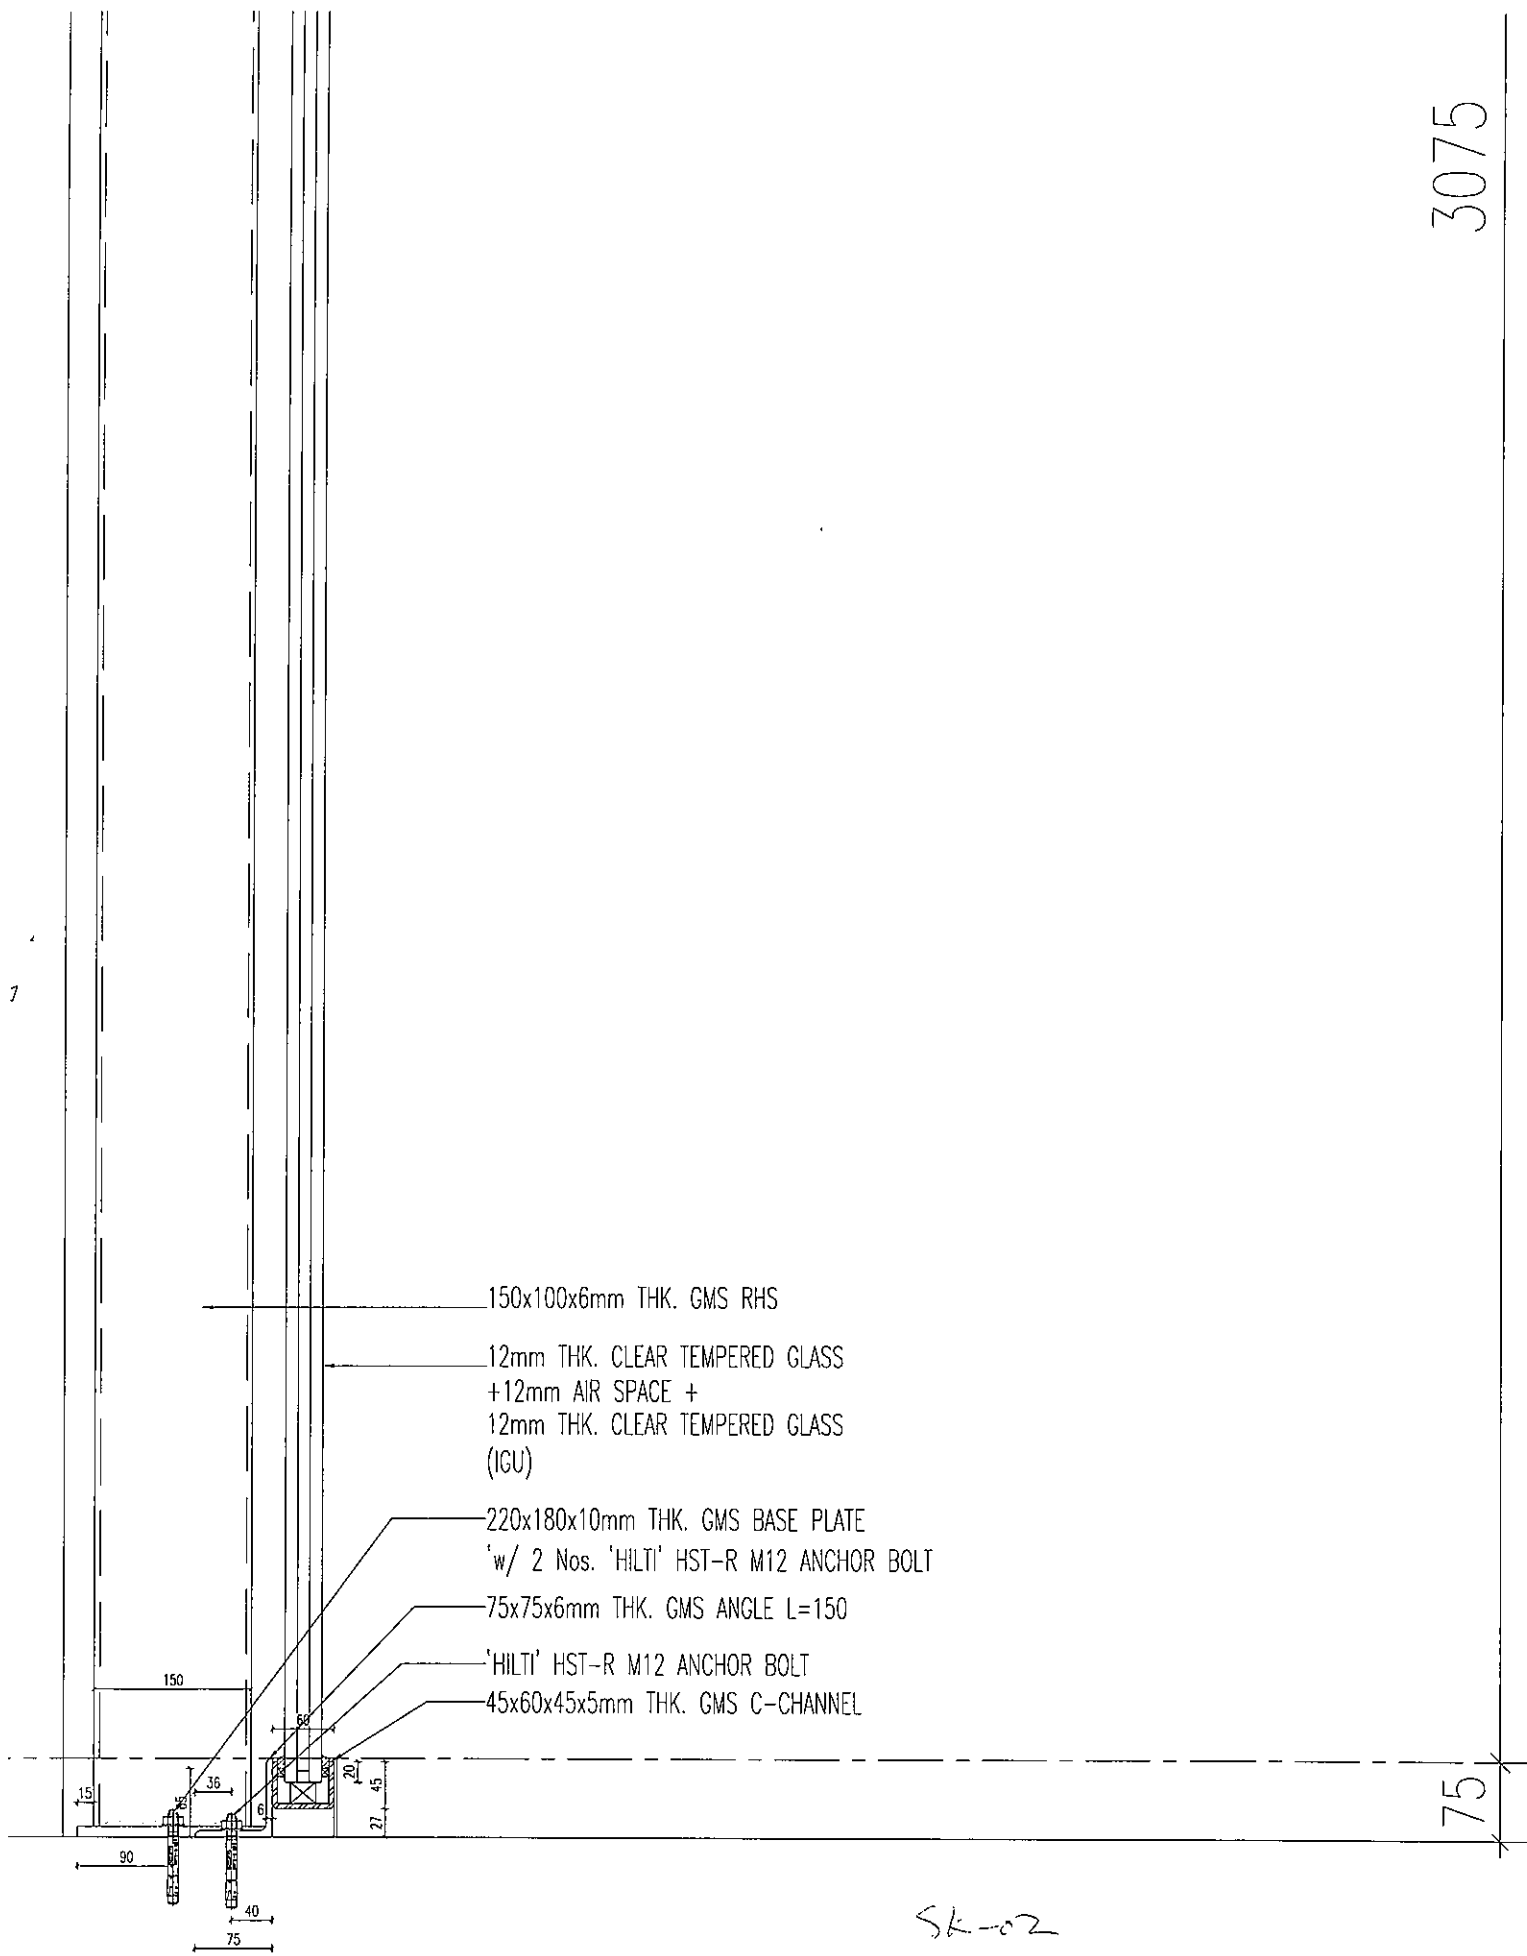 3075
150x100x6mm THK. GMS RHS
12mm THK. CLEAR TEMPERED GLASS
+12mm AIR SPACE +
12mm THK. CLEAR TEMPERED GLASS
(IGU)
220x180x10mm THK. GMS BASE PLATE
'w/ 2 Nos. 'HILTI' HST-R M12 ANCHOR BOLT
75x75x6mm THK. GMS ANGLE L=150
'HILTI' HST-R M12 ANCHOR BOLT
45x60x45x5mm THK. GMS C-CHANNEL
150
60
15
65
36
6
20
45
27
75
90
40
75
SK-02